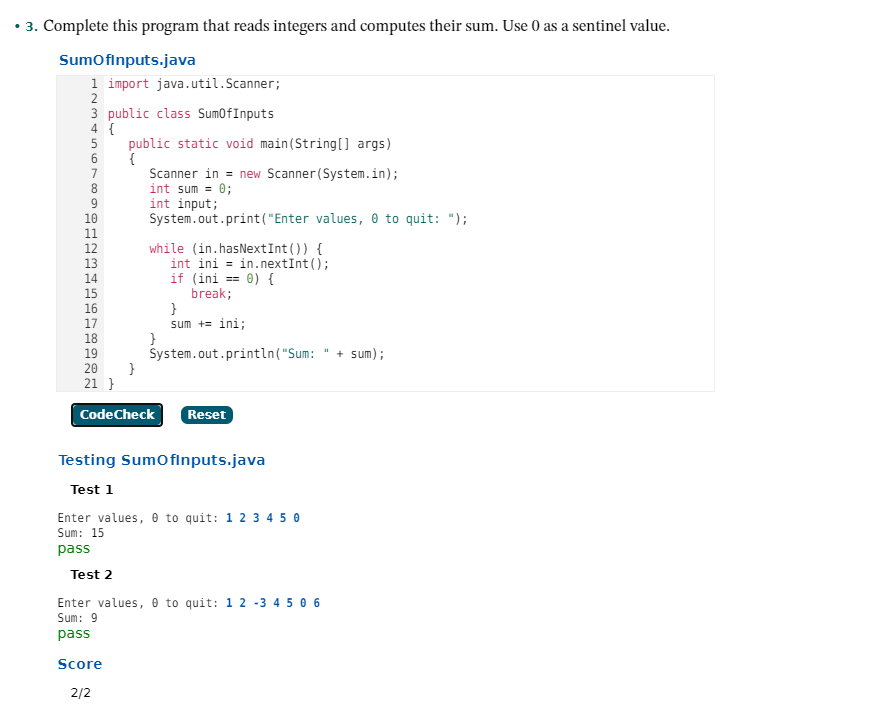 • 3. Complete this program that reads integers and computes their sum. Use 0 as a sentinel value.
SumOfInputs.java
1 import java.util.Scanner;
2
3 public class SumOfInputs
4 {
5    public static void main(String[] args)
6    {
7       Scanner in = new Scanner(System.in);
8       int sum = 0;
9       int input;
10       System.out.print("Enter values, 0 to quit: ");
11
12       while (in.hasNextInt()) {
13          int ini = in.nextInt();
14          if (ini == 0) {
15             break;
16          }
17          sum += ini;
18       }
19       System.out.println("Sum: " + sum);
20    }
21 }
CodeCheck Reset
Testing SumOfInputs.java
Test 1
Enter values, 0 to quit: 1 2 3 4 5 0
Sum: 15
pass
Test 2
Enter values, 0 to quit: 1 2 -3 4 5 0 6
Sum: 9
pass
Score
2/2